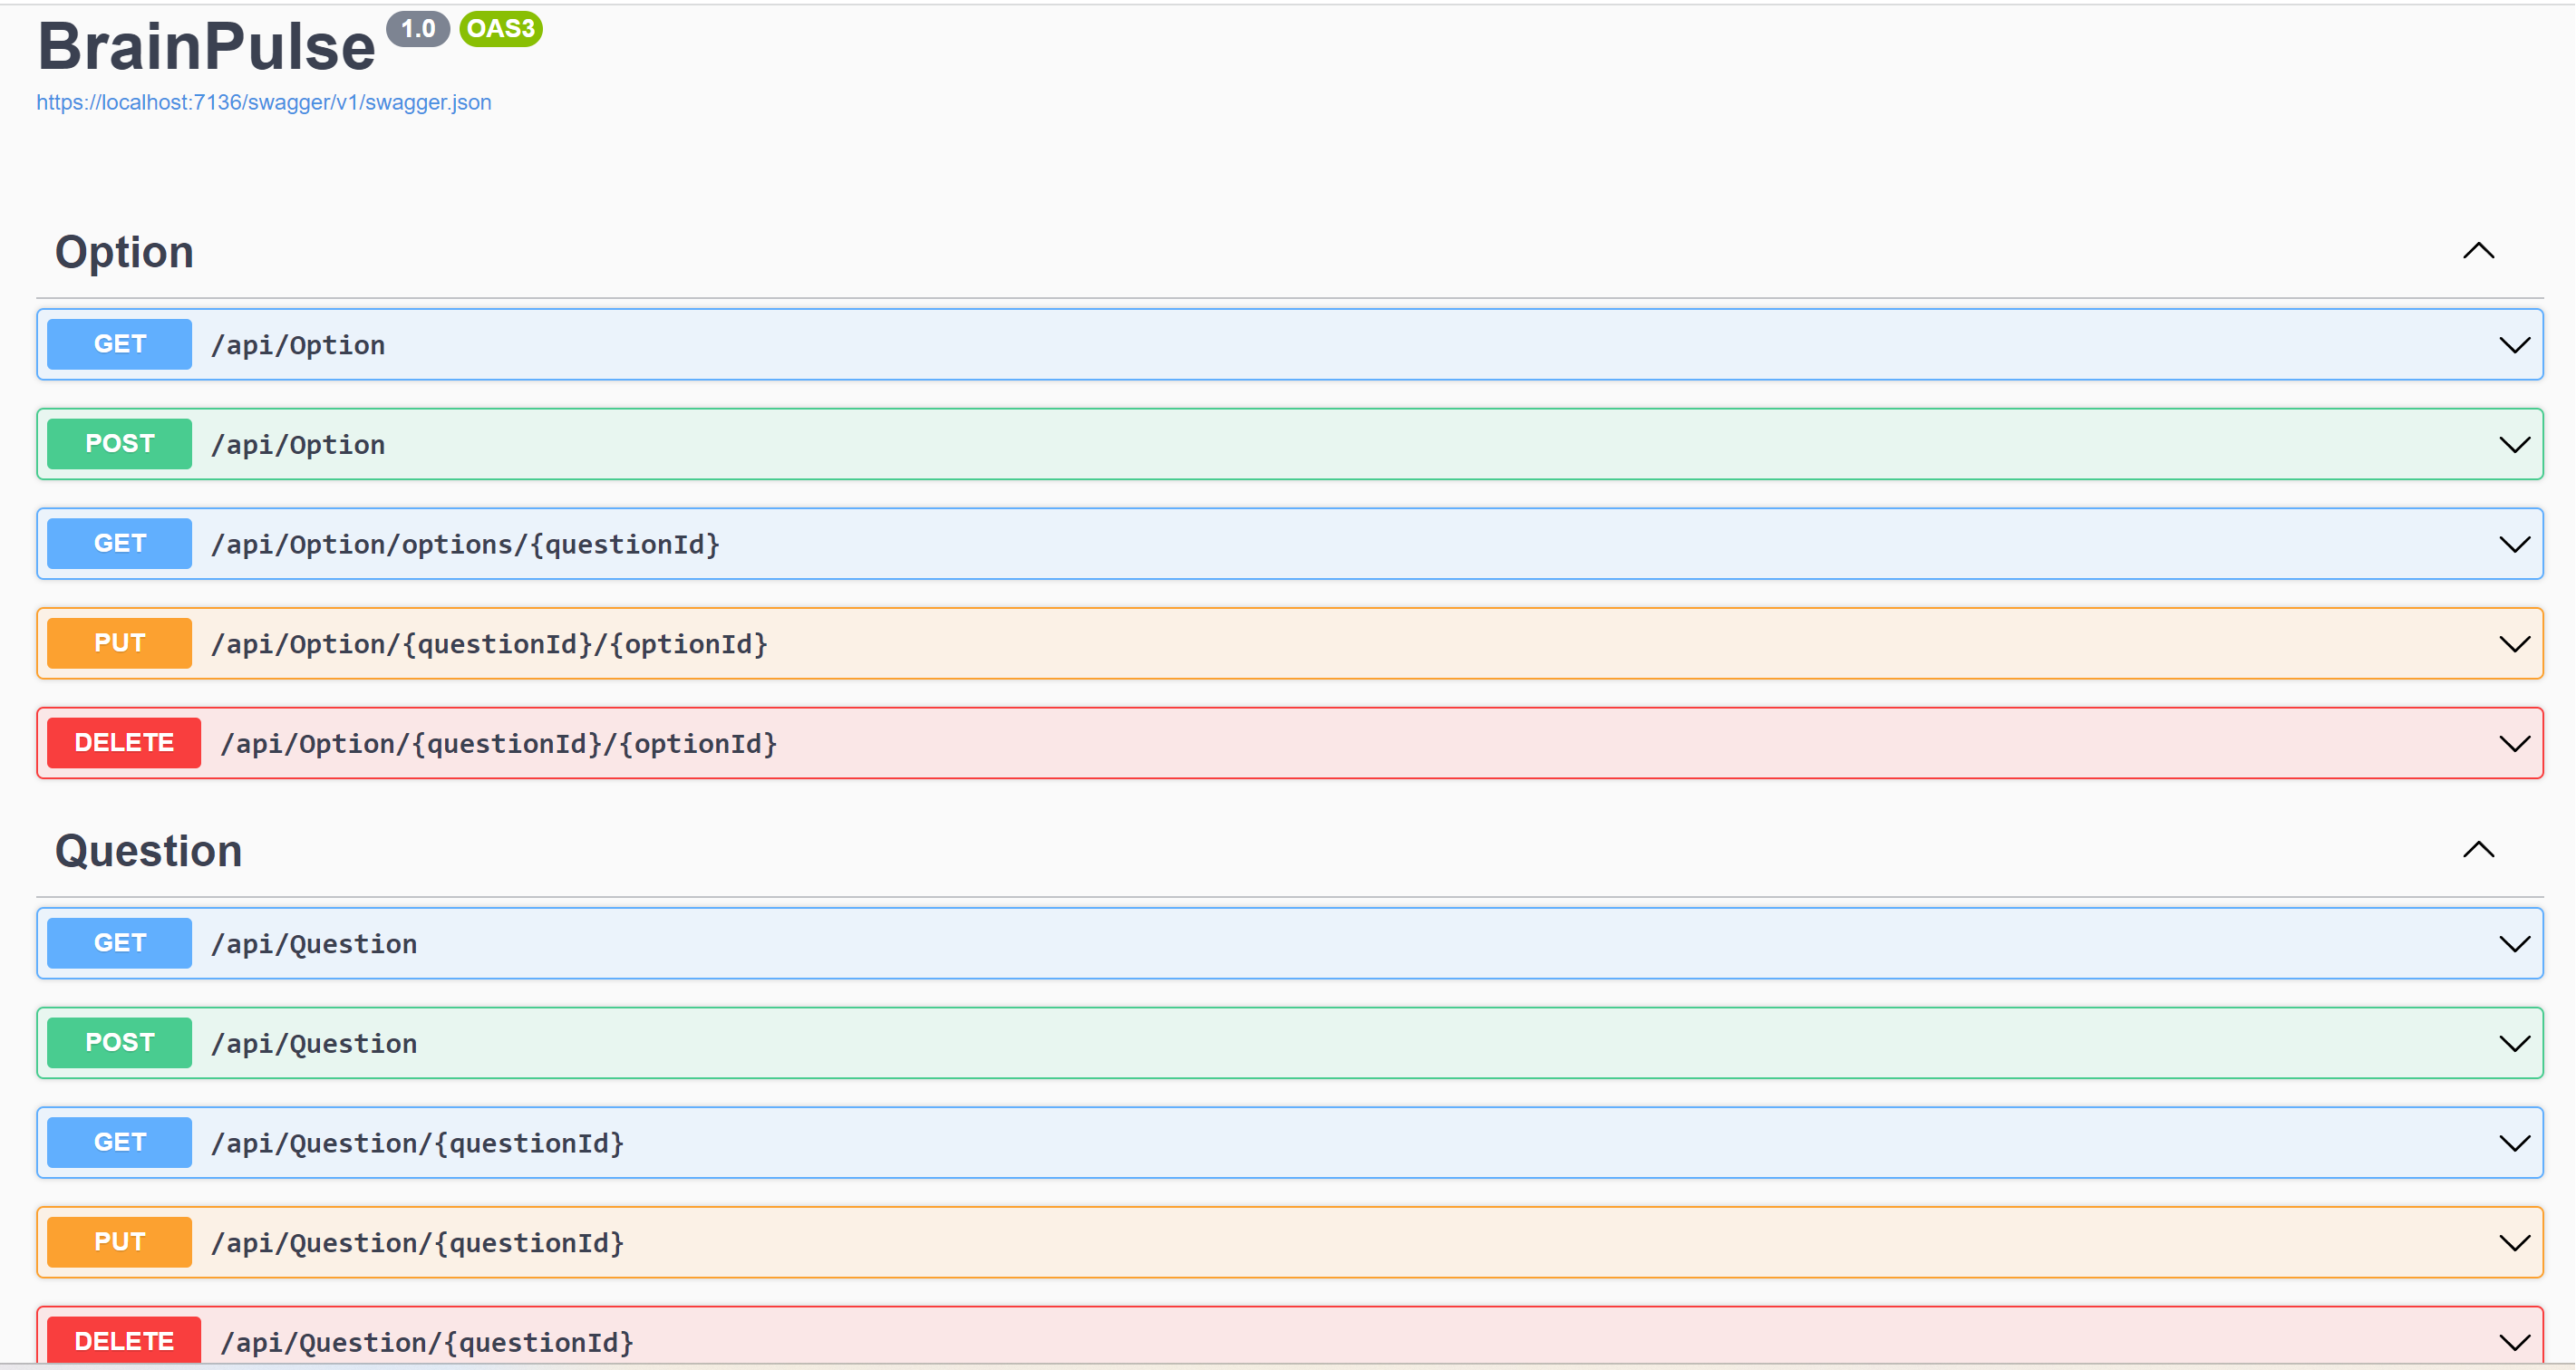 BrainPulse 1.0 OAS3
https://localhost:7136/swagger/v1/swagger.json
Option
GET /api/Option
POST /api/Option
GET /api/Option/options/{questionId}
PUT /api/Option/{questionId}/{optionId}
DELETE /api/Option/{questionId}/{optionId}
Question
GET /api/Question
POST /api/Question
GET /api/Question/{questionId}
PUT /api/Question/{questionId}
DELETE /api/Question/{questionId}